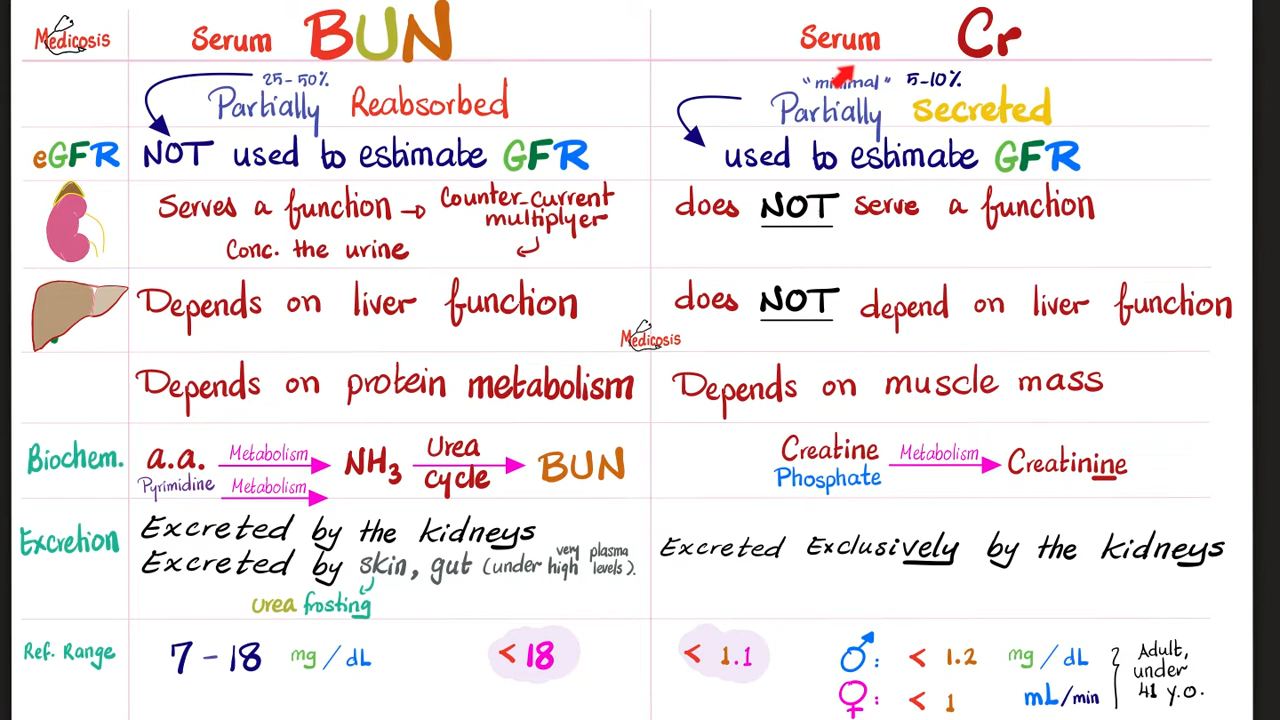 Medicosis
Serum BUN
Serum Cr
25-50%
Partially Reabsorbed
"minimal" 5-10%
Partially secreted
eGFR
NOT used to estimate GFR
used to estimate GFR
Serves a function → Counter-current
multiplyer
Conc. the urine
does NOT serve a function
Depends on liver function
does NOT depend on liver function
Medicosis
Depends on protein metabolism
Depends on muscle mass
Biochem.
a.a. Metabolism NH3 Urea cycle BUN
Pyrimidine Metabolism
Creatine Metabolism Creatinine
Phosphate
Excretion
Excreted by the kidneys
Excreted by skin, gut (under very high plasma levels).
urea frosting
Excreted Exclusively by the kidneys
Ref. Range
7-18 mg/dL
< 18
< 1.1
♂: < 1.2 mg/dL
♀: < 1 mL/min
Adult,
under
41 y.o.